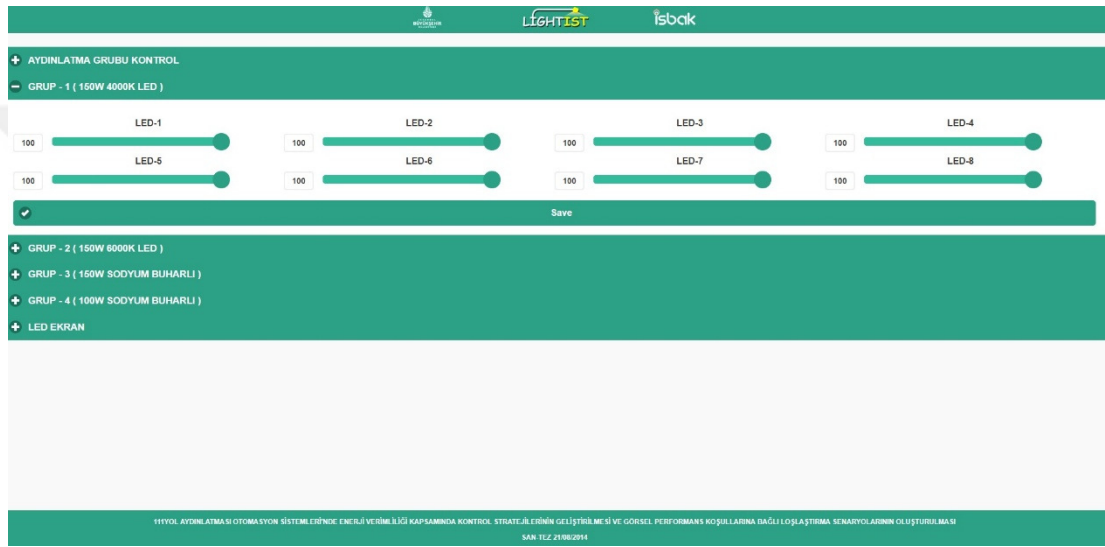 BÜYÜKŞEHİR
LIGHTIST
isbak
AYDINLATMA GRUBU KONTROL
GRUP - 1 ( 150W 4000K LED )
LED-1 LED-2 LED-3 LED-4
100 100 100 100
LED-5 LED-6 LED-7 LED-8
100 100 100 100
Save
GRUP - 2 ( 150W 6000K LED )
GRUP - 3 ( 150W SODYUM BUHARLI )
GRUP - 4 ( 100W SODYUM BUHARLI )
LED EKRAN
111YOL AYDINLATMASI OTOMASYON SİSTEMLERİ'NDE ENERJİ VERİMLİLİĞİ KAPSAMINDA KONTROL STRATEJİLERİNİN GELİŞTİRİLMESİ VE GÖRSEL PERFORMANS KOŞULLARINA BAĞLI LOŞLAŞTIRMA SENARYOLARININ OLUŞTURULMASI
SAN-TEZ 21/08/2014